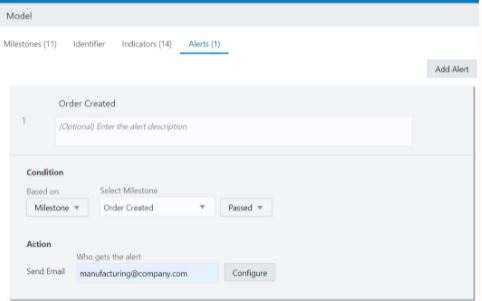 Model
Milestones (11) Identifier Indicators (14) Alerts (1)
Add Alert
Order Created
1
(Optional) Enter the alert description
Condition
Based on Select Milestone
Milestone Order Created Passed
Action
Who gets the alert
Send Email manufacturing@company.com Configure